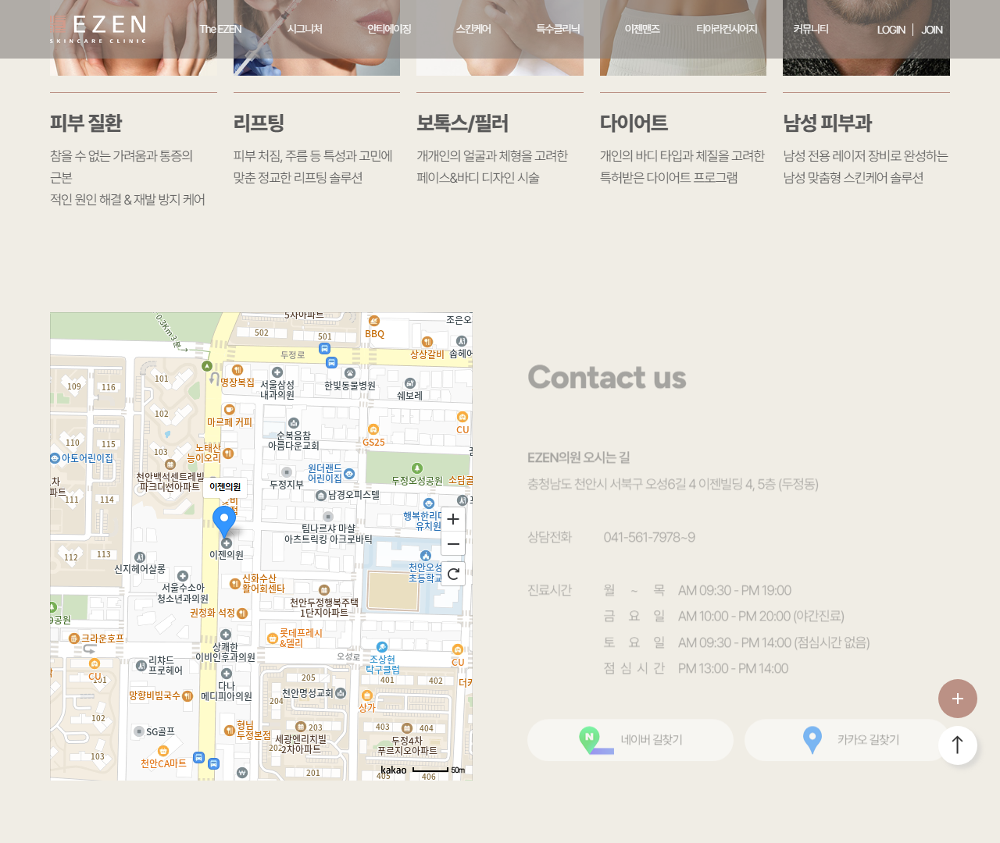 EZEN
SKINCARE CLINIC
The EZEN
시그니처
안티에이징
스킨케어
특수클리닉
이젠맨즈
티아라컨시어지
커뮤니티
LOGIN
JOIN
피부 질환
참을 수 없는 가려움과 통증의
근본
적인 원인 해결 & 재발 방지 케어
리프팅
피부 처짐, 주름 등 특성과 고민에
맞춘 정교한 리프팅 솔루션
보톡스/필러
개개인의 얼굴과 체형을 고려한
페이스&바디 디자인 시술
다이어트
개인의 바디 타입과 체질을 고려한
특허받은 다이어트 프로그램
남성 피부과
남성 전용 레이저 장비로 완성하는
남성 맞춤형 스킨케어 솔루션
5차아파트
502
501
BBQ
두정로
상상갈비
명장복집
서울삼성
내과의원
한빛동물병원
쉐보레
109
116
101
102
103
마르페 커피
순복음참
아름다운교회
GS25
CU
110
115
아토어린이집
노태산
능이오리
원더랜드
어린이집
두정오성공원
천안백석센트레빌
파크디션아파트
이젠의원
두정지부
남경오피스텔
111
114
행복한리더
유치원
팀나르샤 마샬
아츠트릭킹 아크로바틱
이젠의원
112
113
신지헤어살롱
서울수소아
청소년과의원
신화수산
활어회센타
천안오성
초등학교
천안두정행복주택
1단지아파트
권정화 석정
9공원
크라운호프
상쾌한
이비인후과의원
롯데프레시
&델리
오성로
조상현
탁구클럽
CU
리챠드
프로헤어
CU
101
다나
메디피아의원
205
401
402
망향비빔국수
천안명성교회
204
상가
102
SG골프
형님
두정본점
203
세광엔리치빌
2차아파트
202
403
404
두정4차
푸르지오아파트
103
천안CA마트
201
405
406
kakao
50m
Contact us
EZEN의원 오시는 길
충청남도 천안시 서북구 오성6길 4 이젠빌딩 4, 5층 (두정동)
상담전화 041-561-7978~9
진료시간 월 ~ 목 AM 09:30 - PM 19:00
금 요 일 AM 10:00 - PM 20:00 (야간진료)
토 요 일 AM 09:30 - PM 14:00 (점심시간 없음)
점 심 시 간 PM 13:00 - PM 14:00
네이버 길찾기
카카오 길찾기